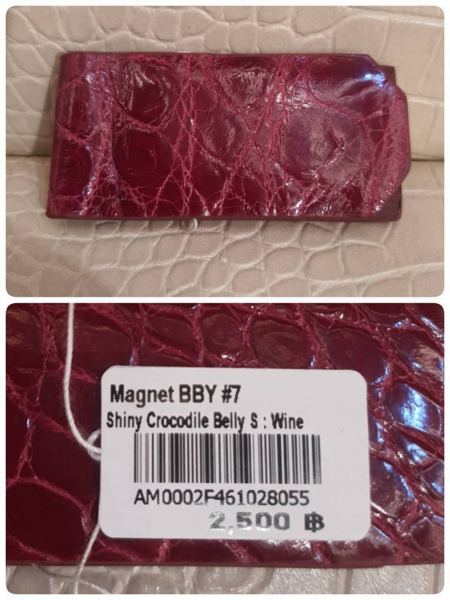 Magnet BBY #7
Shiny Crocodile Belly S : Wine
AM0002F461028055
2,500 ฿